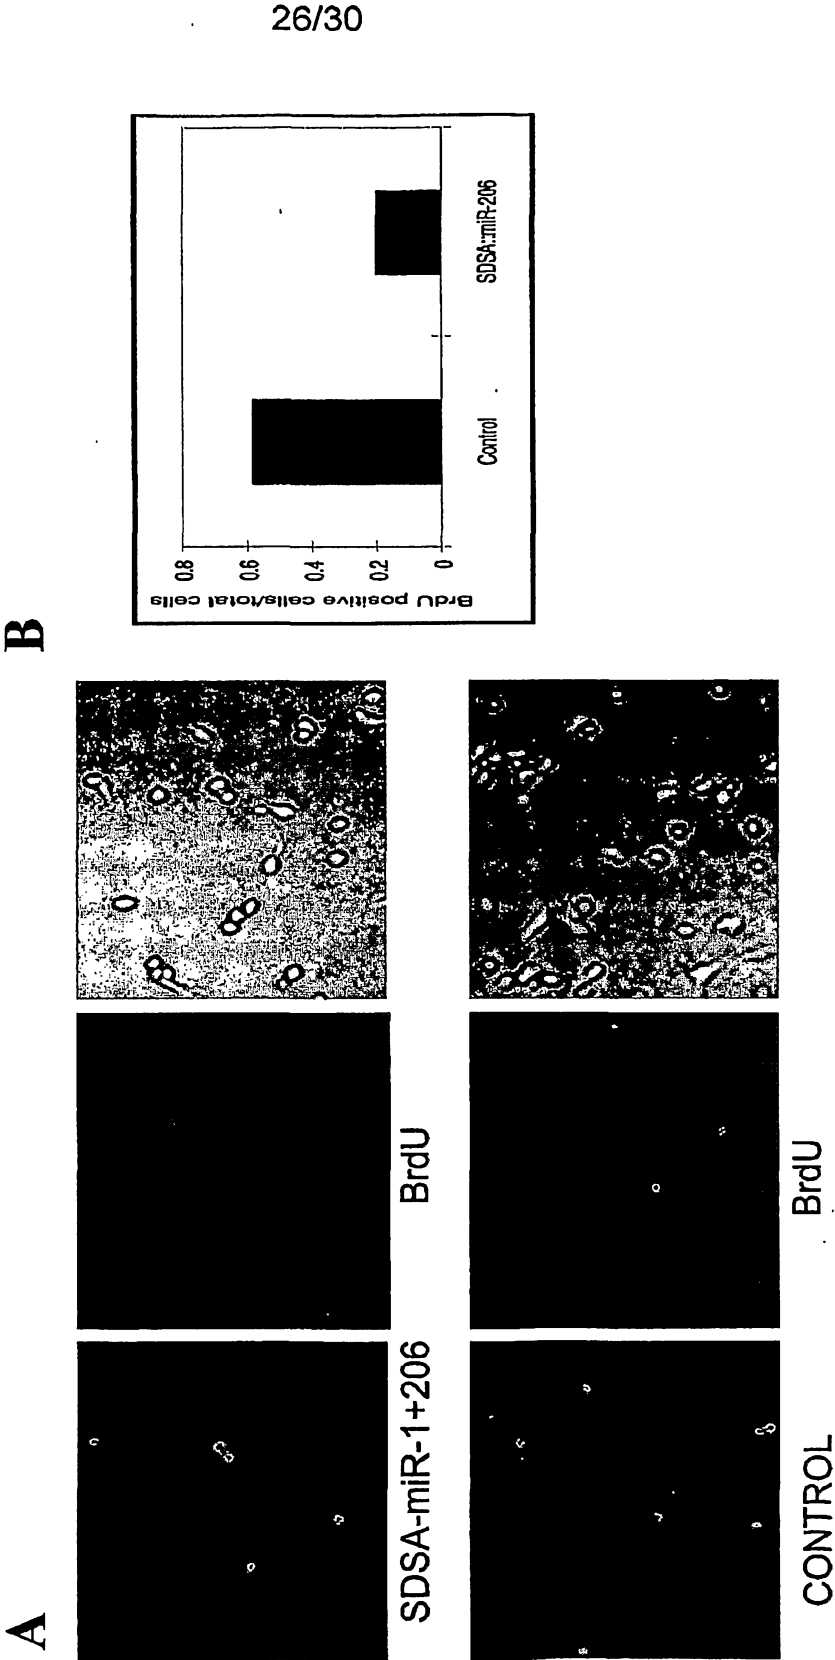 26/30
A
SDSA-miR-1+206
BrdU
CONTROL
BrdU
B
BrdU positive cells/total cells
0.8
0.6
0.4
0.2
0
Control
SDSA::miR-206